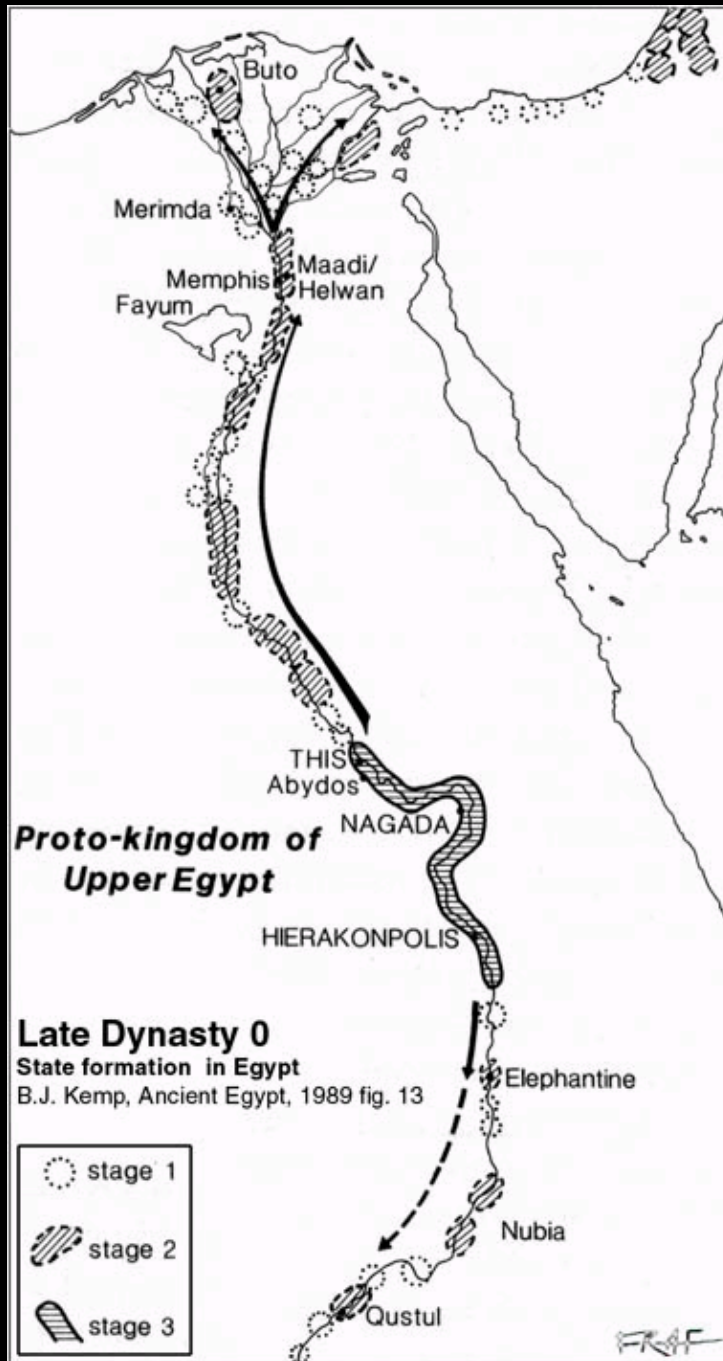 Buto
Merimda
Memphis
Maadi/
Helwan
Fayum
THIS
Abydos
NAGADA
Proto-kingdom of
Upper Egypt
HIERAKONPOLIS
Late Dynasty 0
State formation in Egypt
B.J. Kemp, Ancient Egypt, 1989 fig. 13
Elephantine
stage 1
stage 2
stage 3
Nubia
Qustul